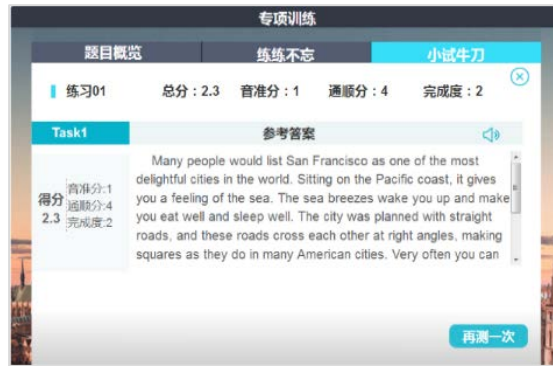 专项训练
题目概览 练练不忘 小试牛刀
练习01 总分：2.3 音准分：1 通顺分：4 完成度：2
Task1 参考答案
得分
2.3
音准分:1
通顺分:4
完成度:2
Many people would list San Francisco as one of the most
delightful cities in the world. Sitting on the Pacific coast, it gives
you a feeling of the sea. The sea breezes wake you up and make
you eat well and sleep well. The city was planned with straight
roads, and these roads cross each other at right angles, making
squares as they do in many American cities. Very often you can
再测一次